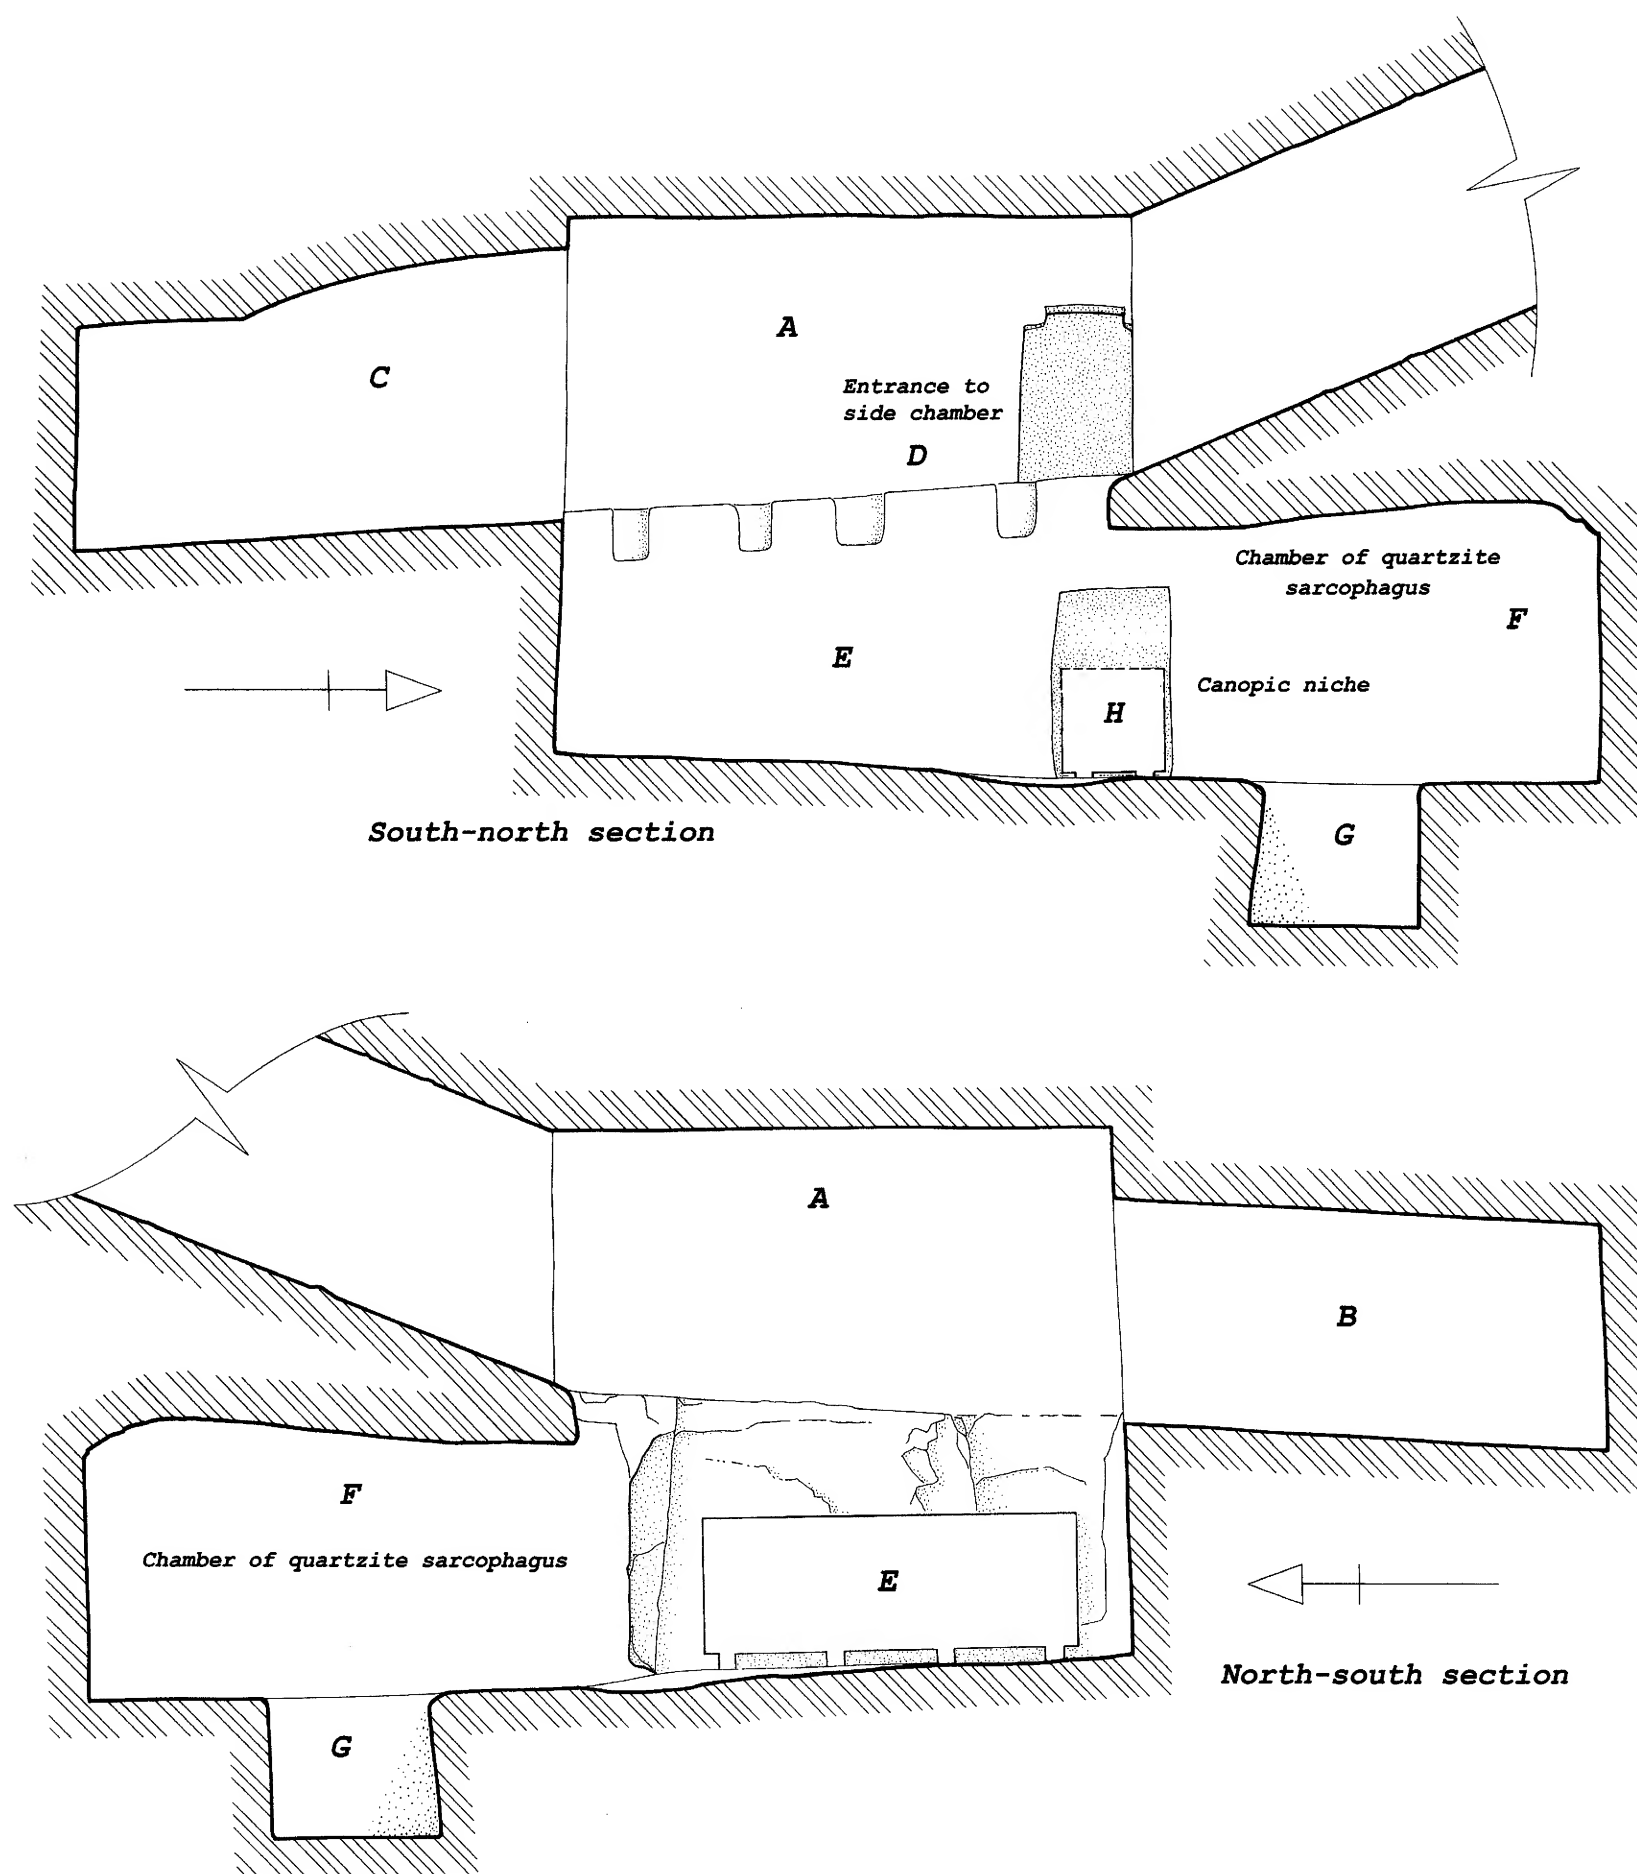 A
C
Entrance to
side chamber
D
Chamber of quartzite
sarcophagus
F
E
Canopic niche
H
South-north section
G
A
B
F
Chamber of quartzite sarcophagus
E
North-south section
G